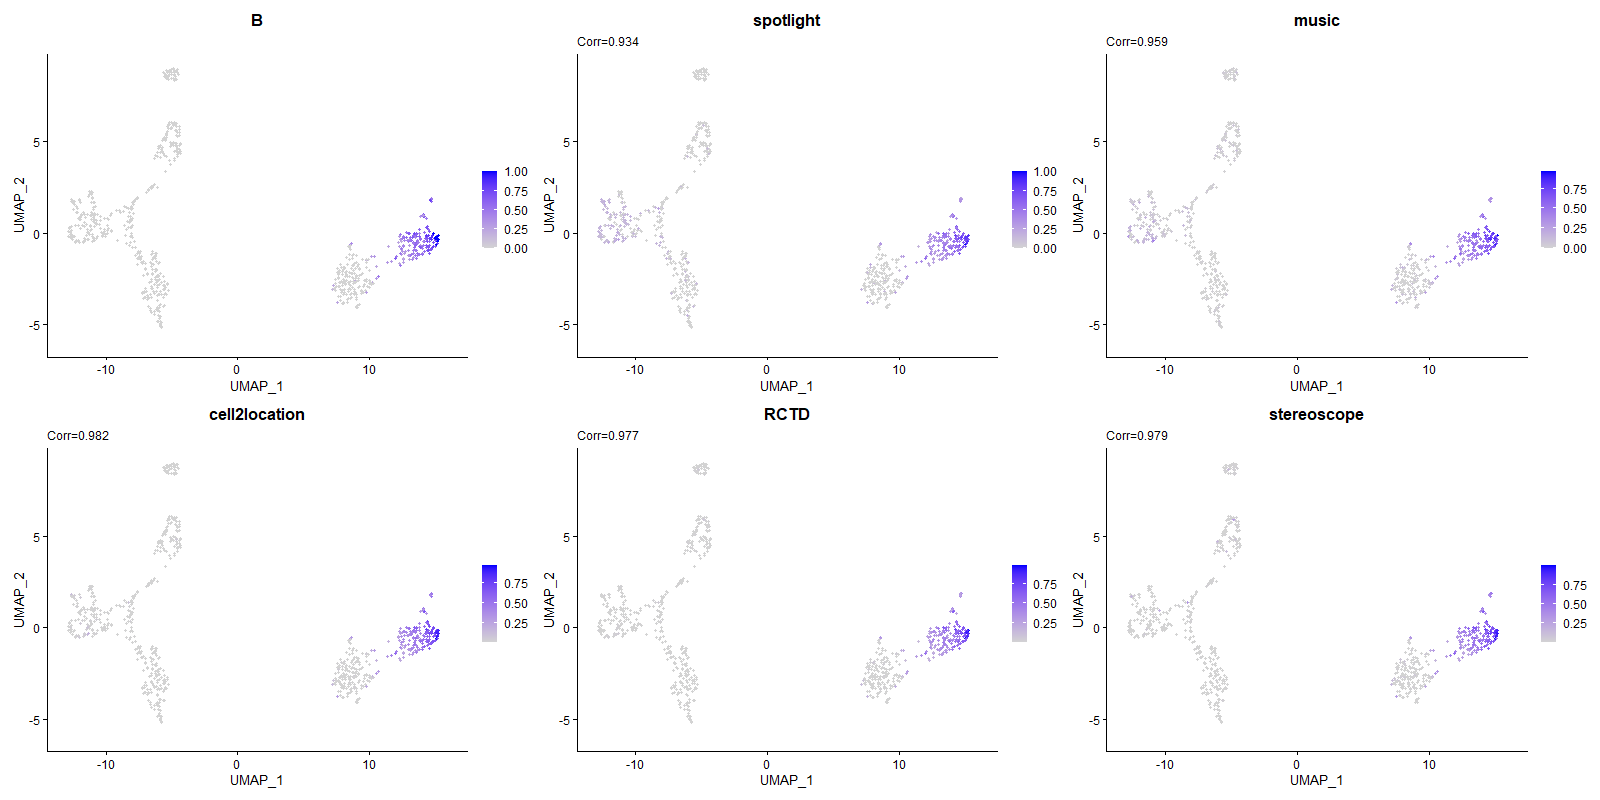 B
UMAP_2
5
0
-5
-10
0
10
UMAP_1
1.00
0.75
0.50
0.25
0.00
spotlight
Corr=0.934
UMAP_2
5
0
-5
-10
0
10
UMAP_1
1.00
0.75
0.50
0.25
0.00
music
Corr=0.959
UMAP_2
5
0
-5
-10
0
10
UMAP_1
0.75
0.50
0.25
0.00
cell2location
Corr=0.982
UMAP_2
5
0
-5
-10
0
10
UMAP_1
0.75
0.50
0.25
RCTD
Corr=0.977
UMAP_2
5
0
-5
-10
0
10
UMAP_1
0.75
0.50
0.25
stereoscope
Corr=0.979
UMAP_2
5
0
-5
-10
0
10
UMAP_1
0.75
0.50
0.25